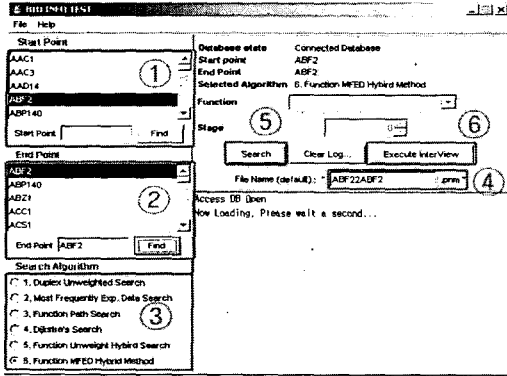 BIO INFO TEST
File Help
Start Point
AAC1
AAC3
AAD14
ABF2
ABP140
Start Point Find
1
End Point
ABF2
ABP140
ABZ1
ACC1
ACS1
End Point ABF2 Find
2
Search Algorithm
1. Duplex Unweighted Search
2. Most Frequently Exp. Data Search
3. Function Path Search
4. Dijkstra's Search
5. Function Unweight Hybird Search
6. Function MFED Hybrid Method
3
Database state Connected Database
Start point ABF2
End Point ABF2
Selected Algorithm 6. Function MFED Hybird Method
Function
Stage 0
5
6
Search Clear Log... Execute InterView
File Name (default) : " ABF22ABF2 .pnm"
4
Access DB Open
Now Loading, Please wait a second...